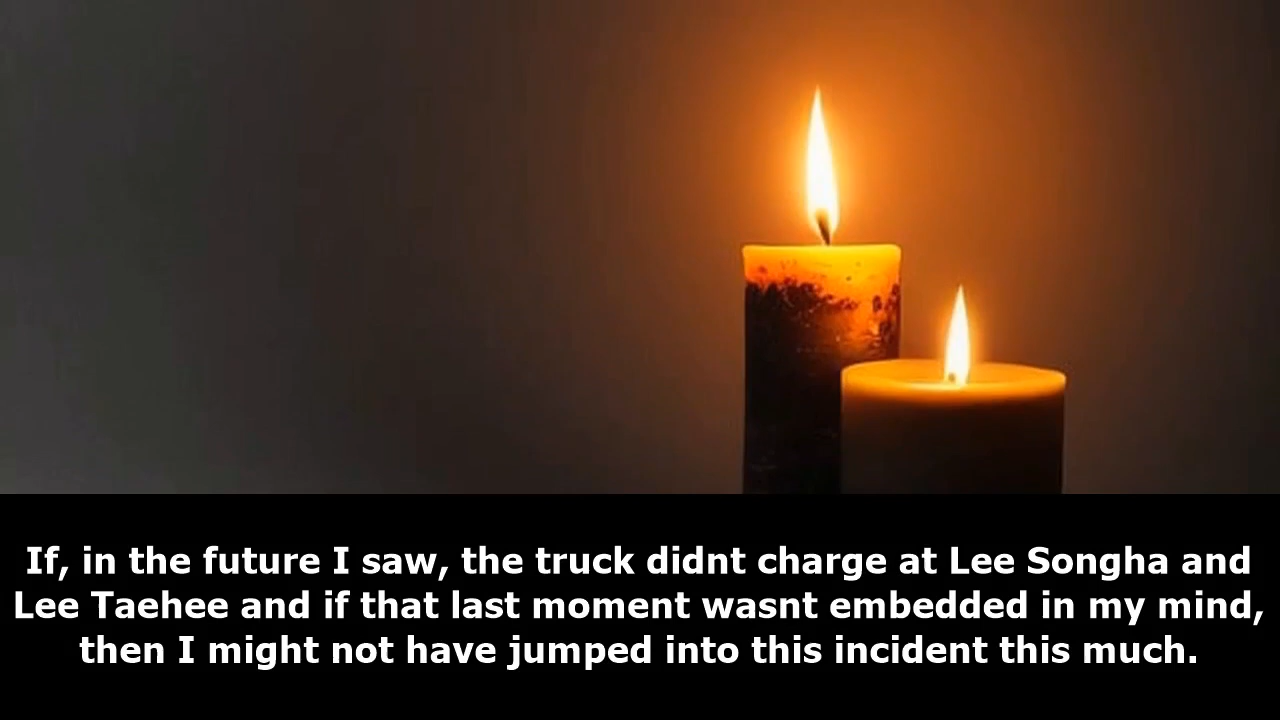 If, in the future I saw, the truck didnt charge at Lee Songha and
Lee Taehee and if that last moment wasnt embedded in my mind,
then I might not have jumped into this incident this much.